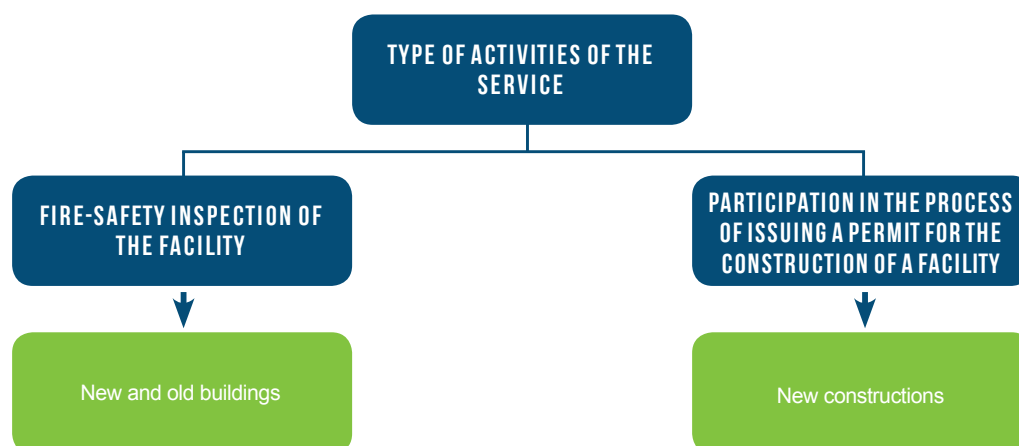 TYPE OF ACTIVITIES OF THE
SERVICE
FIRE-SAFETY INSPECTION OF
THE FACILITY
PARTICIPATION IN THE PROCESS
OF ISSUING A PERMIT FOR THE
CONSTRUCTION OF A FACILITY
New and old buildings
New constructions